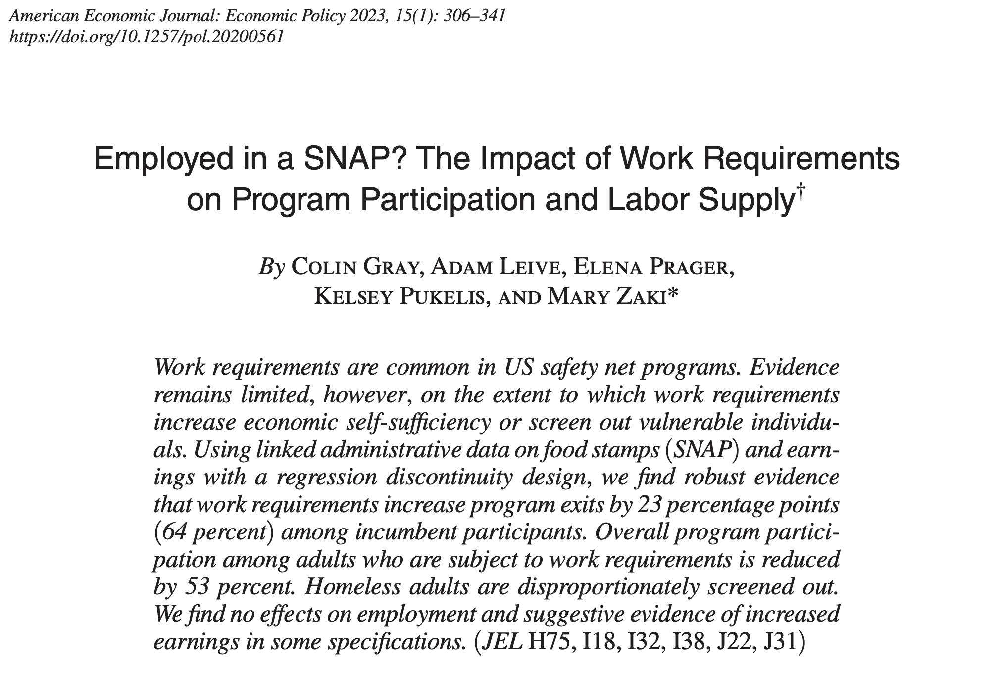 American Economic Journal: Economic Policy 2023, 15(1): 306–341
https://doi.org/10.1257/pol.20200561
Employed in a SNAP? The Impact of Work Requirements
on Program Participation and Labor Supply†
By Colin Gray, Adam Leive, Elena Prager,
Kelsey Pukelis, and Mary Zaki*
Work requirements are common in US safety net programs. Evidence
remains limited, however, on the extent to which work requirements
increase economic self-sufficiency or screen out vulnerable individu-
als. Using linked administrative data on food stamps (SNAP) and earn-
ings with a regression discontinuity design, we find robust evidence
that work requirements increase program exits by 23 percentage points
(64 percent) among incumbent participants. Overall program partici-
pation among adults who are subject to work requirements is reduced
by 53 percent. Homeless adults are disproportionately screened out.
We find no effects on employment and suggestive evidence of increased
earnings in some specifications. (JEL H75, I18, I32, I38, J22, J31)